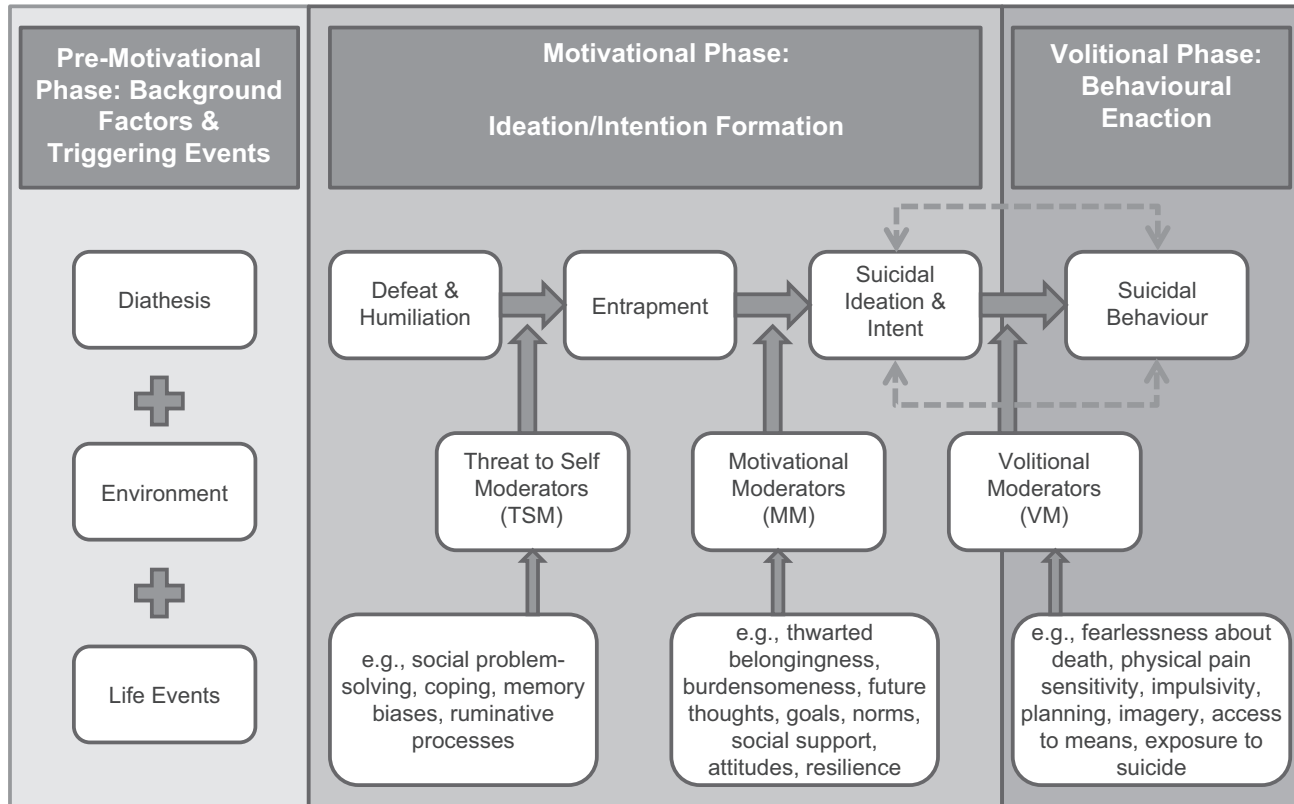 Pre-Motivational
Phase: Background
Factors &
Triggering Events
Motivational Phase:
Ideation/Intention Formation
Volitional Phase:
Behavioural
Enaction
Diathesis
Environment
Life Events
Defeat &
Humiliation
Entrapment
Suicidal
Ideation &
Intent
Suicidal
Behaviour
Threat to Self
Moderators
(TSM)
Motivational
Moderators
(MM)
Volitional
Moderators
(VM)
e.g., social problem-
solving, coping, memory
biases, ruminative
processes
e.g., thwarted
belongingness,
burdensomeness, future
thoughts, goals, norms,
social support,
attitudes, resilience
e.g., fearlessness about
death, physical pain
sensitivity, impulsivity,
planning, imagery, access
to means, exposure to
suicide